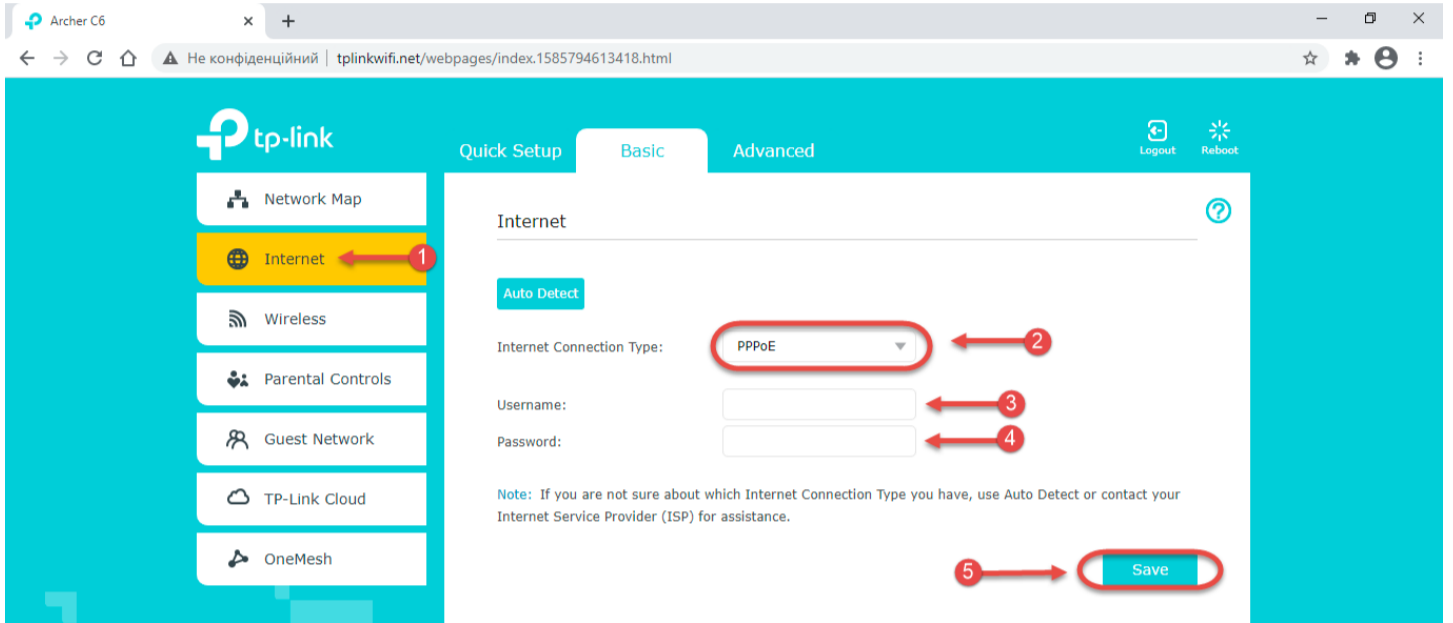 Archer C6
Не конфіденційний | tplinkwifi.net/webpages/index.1585794613418.html
tp-link
Quick Setup
Basic
Advanced
Logout
Reboot
Network Map
Internet
1
Wireless
Parental Controls
Guest Network
TP-Link Cloud
OneMesh
Internet
Auto Detect
Internet Connection Type:
PPPoE
2
Username:
3
Password:
4
Note: If you are not sure about which Internet Connection Type you have, use Auto Detect or contact your
Internet Service Provider (ISP) for assistance.
5
Save